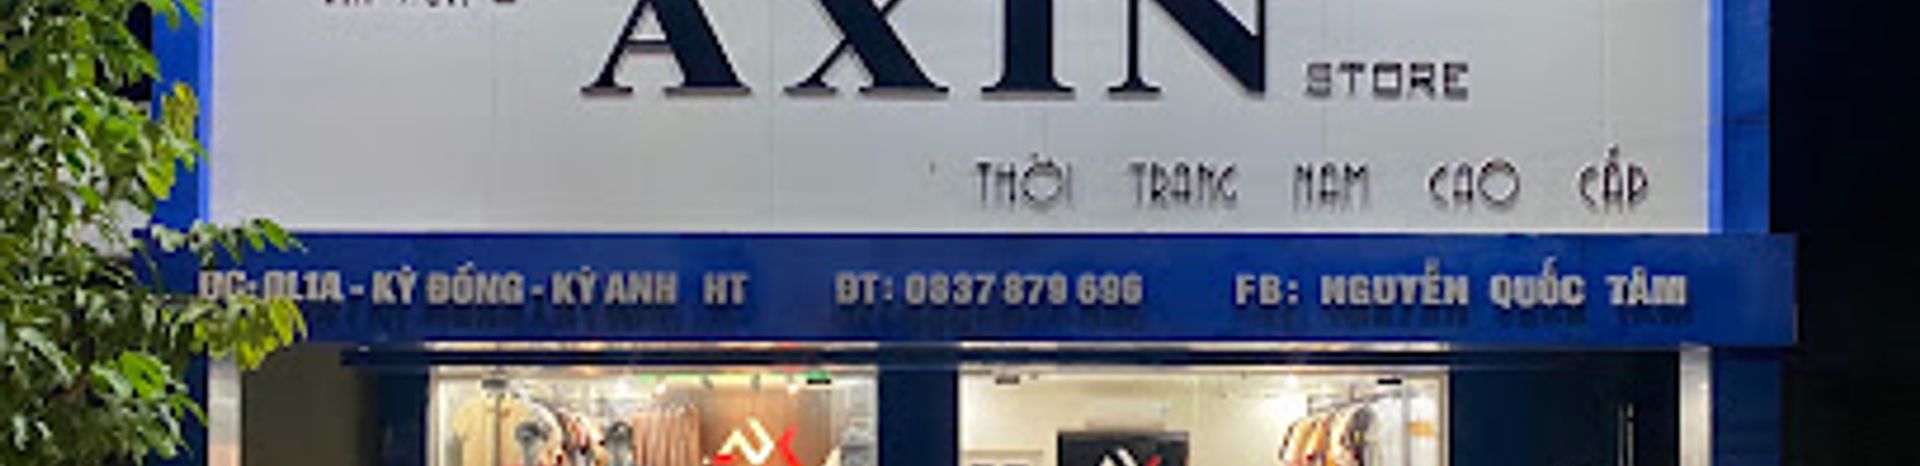 AXIN STORE
THỜI TRANG NAM CAO CẤP
ĐC: QL1A - KỲ ĐỒNG - KỲ ANH HT ĐT: 0837 879 696 FB: NGUYỄN QUỐC TÂM